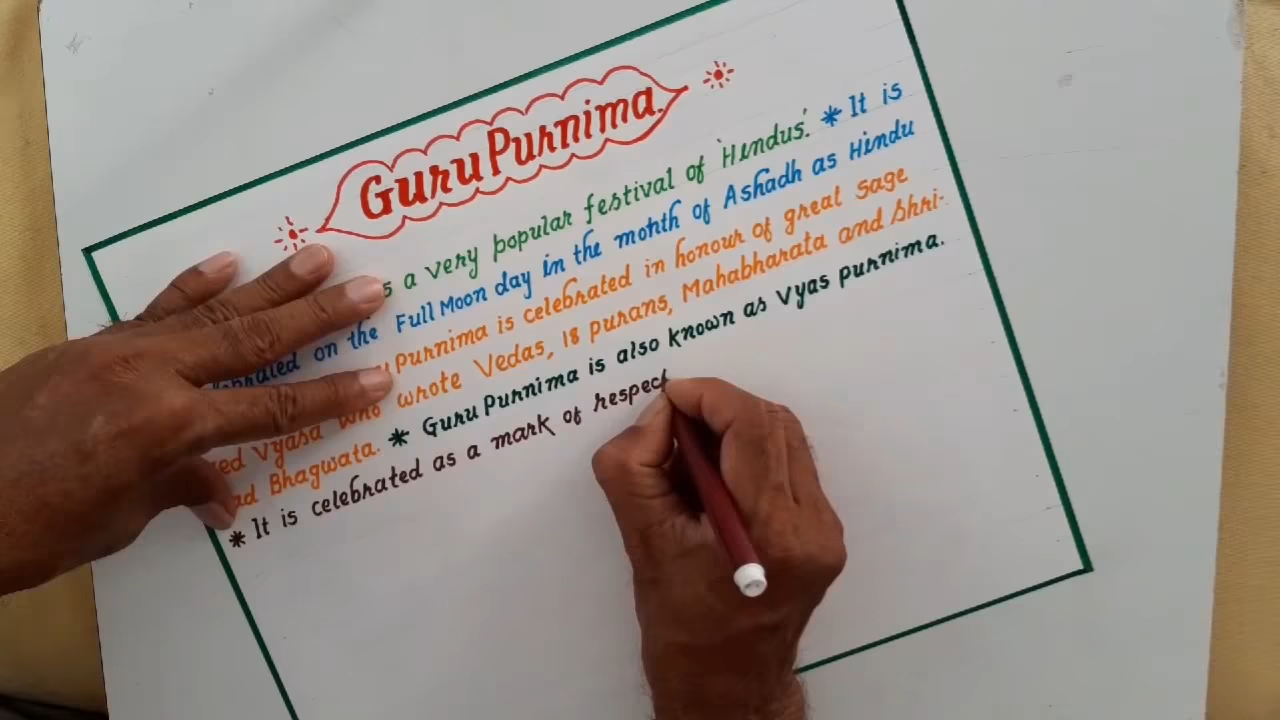 Guru Purnima.
a very popular festival of 'Hindus'. * It is
on the Full Moon day in the month of Ashadh as Hindu
Purnima is celebrated in honour of great sage
Vyasa who wrote Vedas, 18 purans, Mahabharata and Shri-
Bhagwata. * Guru Purnima is also known as Vyas purnima.
* It is celebrated as a mark of respec